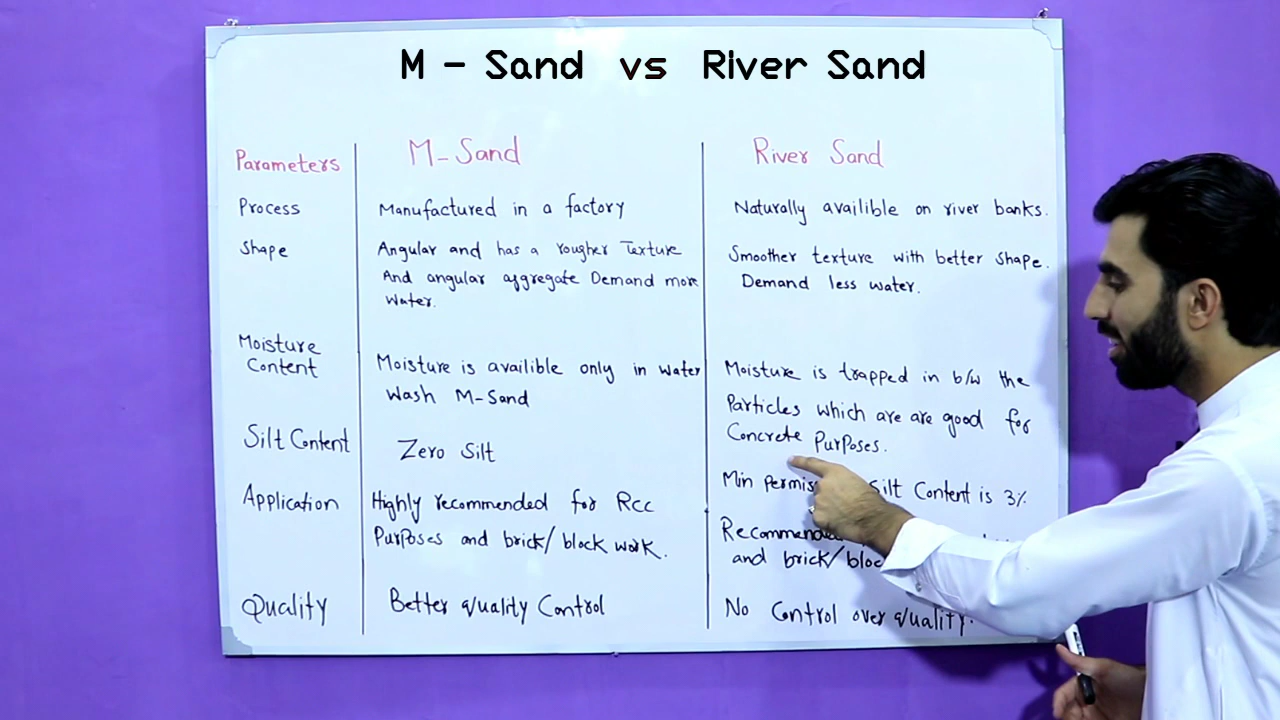 M - Sand vs River Sand
Parameters
M-Sand
River Sand
Process
Manufactured in a factory
Naturally availible on river banks.
Shape
Angular and has a rougher Texture
And angular aggregate Demand more
Water.
Smoother texture with better shape.
Demand less water.
Moisture
Content
Moisture is availible only in water
Wash M-Sand
Moisture is trapped in b/w the
Particles which are are good for
Concrete Purposes.
Silt Content
Zero Silt
Min Content is 3%
Application
Highly recommended for Rcc
Purposes and brick/block work.
and brick/
Quality
Better quality Control
No Control over quality.